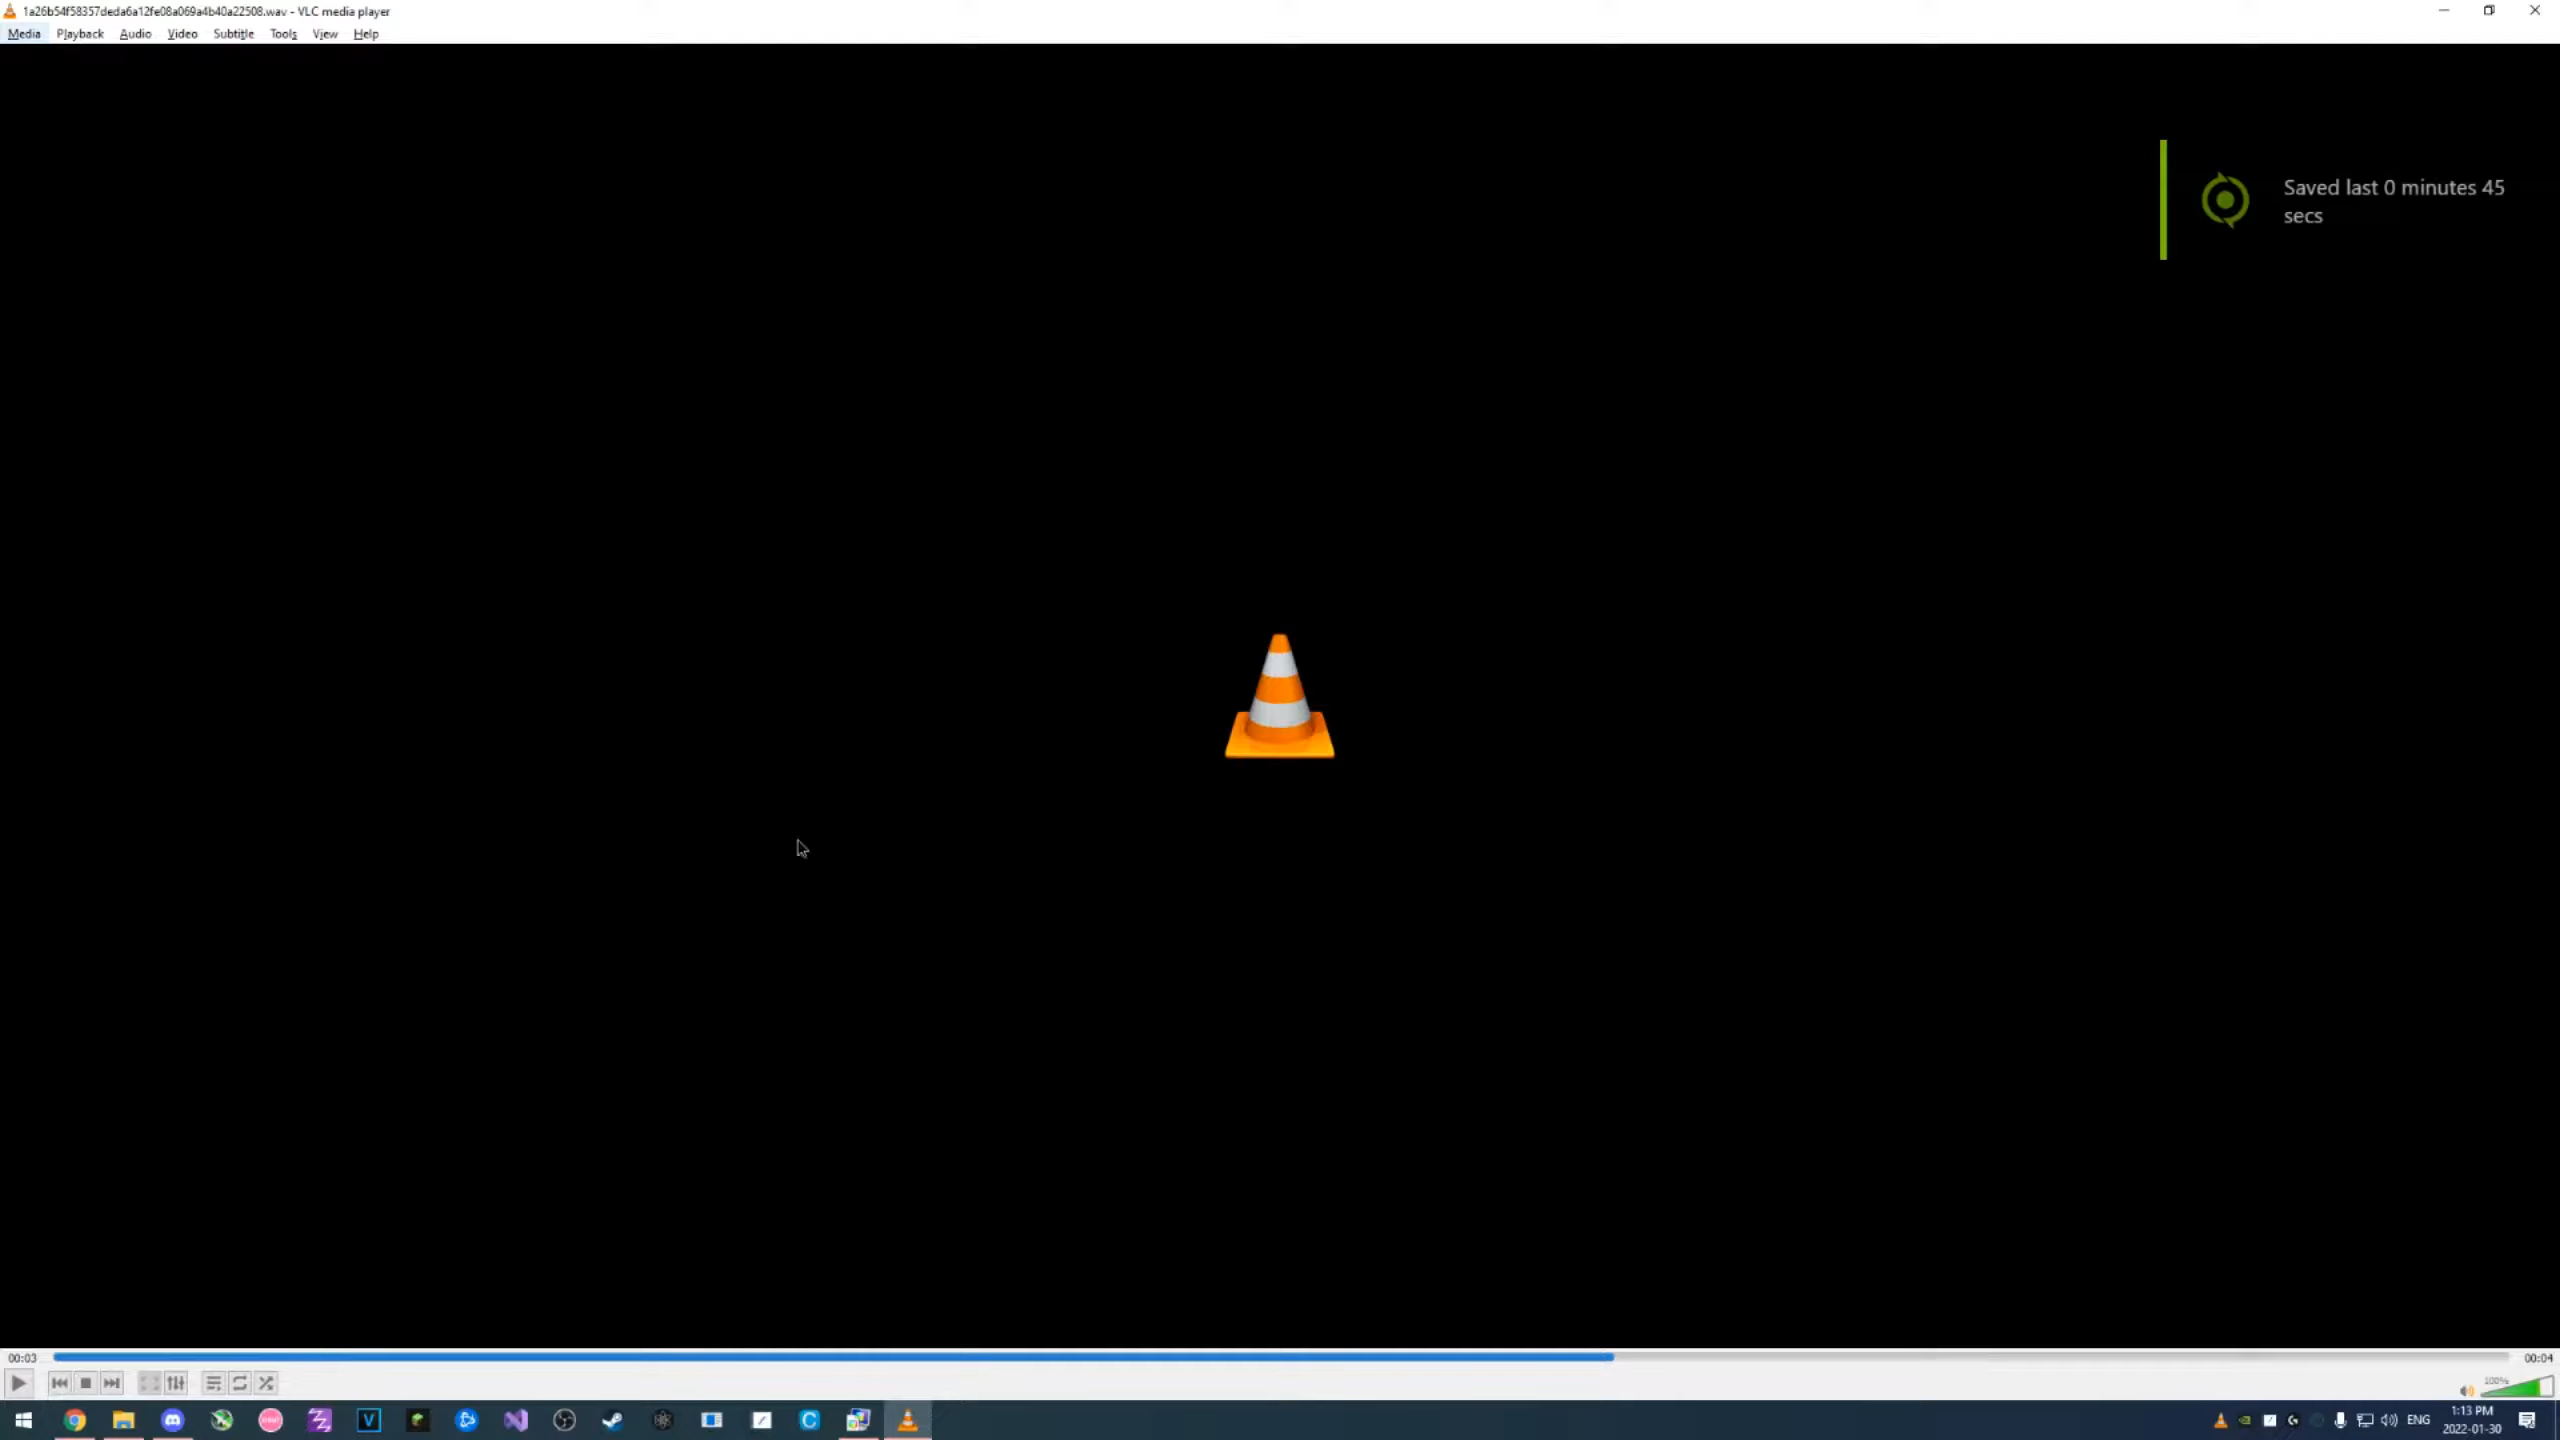 1a26b54f58357deda6a12fe08a069a4b40a22508.wav - VLC media player
Media Playback Audio Video Subtitle Tools View Help
Saved last 0 minutes 45
secs
00:03
00:04
100%
ENG
1:13 PM
2022-01-30